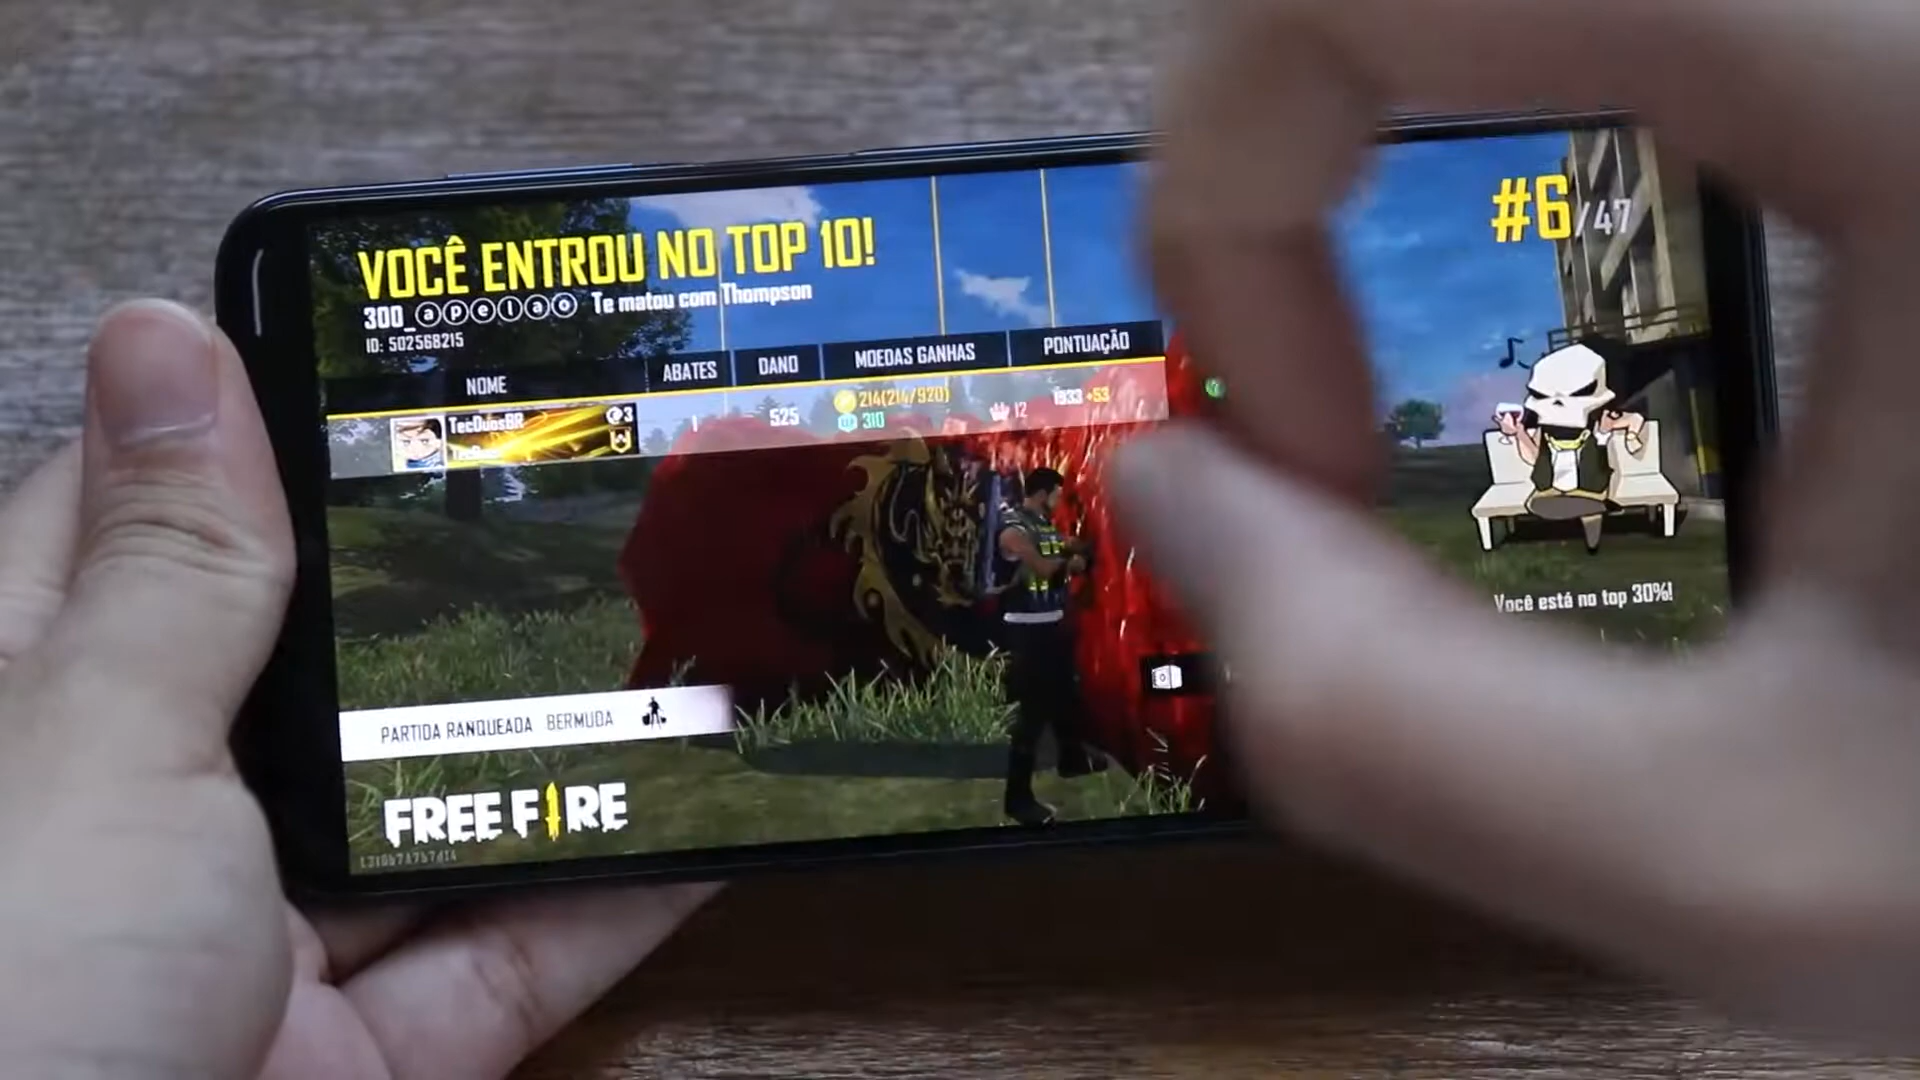 VOCÊ ENTROU NO TOP 10!
#6/47
300_ⓐⓟⓔⓛⓐⓞ Te matou com Thompson
ID: 502568215
NOME ABATES DANO MOEDAS GANHAS PONTUAÇÃO
TecDuosBR 3 1 525 214(214/920) 310 12 1933 +53
Você está no top 30%!
PARTIDA RANQUEADA BERMUDA
FREE FIRE